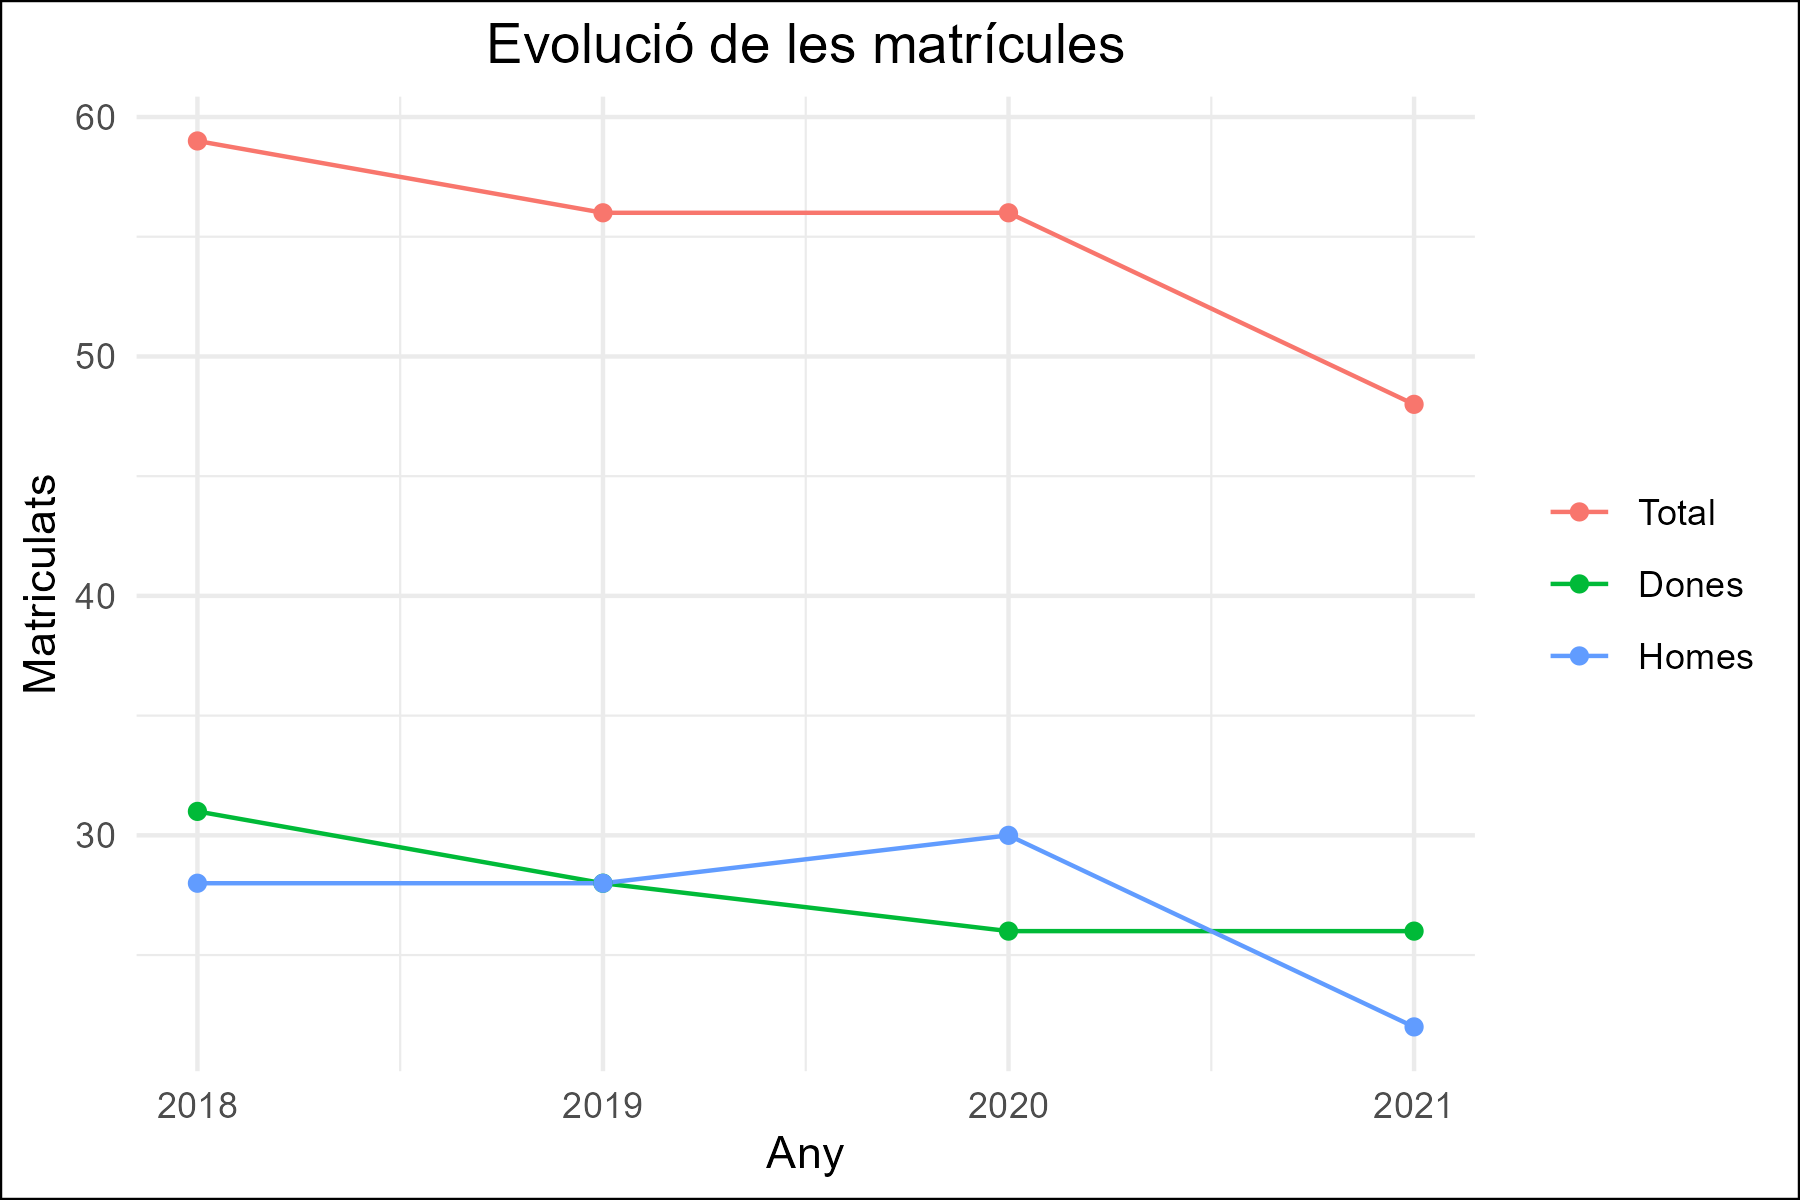 Evolució de les matrícules
60
50
40
30
Matriculats
2018
2019
2020
2021
Any
Total
Dones
Homes